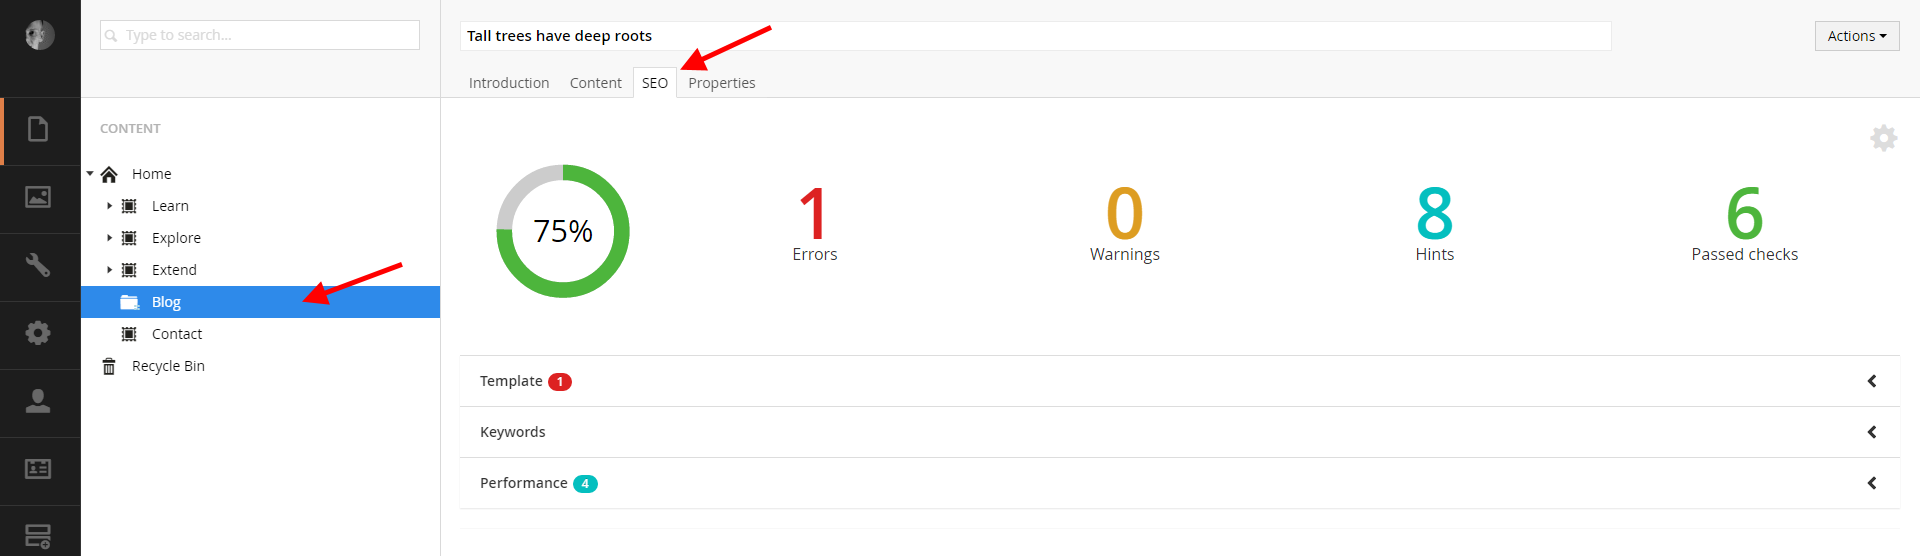 Type to search...
CONTENT
Home
Learn
Explore
Extend
Blog
Contact
Recycle Bin
Tall trees have deep roots
Actions
Introduction Content SEO Properties
75%
1
Errors
0
Warnings
8
Hints
6
Passed checks
Template 1
Keywords
Performance 4